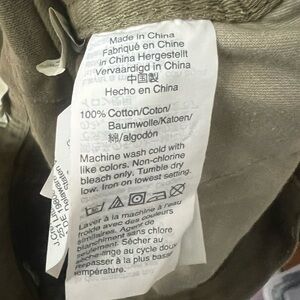 Made in China
Fabriqué en Chine
In China Hergestellt
Vervaardigd in China
中国製
Hecho en China
100% Cotton/Coton/
Baumwolle/Katoen/
綿/algodón
Machine wash cold with
like colors. Non-chlorine
bleach only. Tumble dry
low. Iron on lowest setting.
Laver à la machine à l'eau
froide avec des couleurs
similaires. Agent de
blanchiment sans chlore
seulement. Sécher au
séchage au cycle doux
Repasser à la plus basse
température.